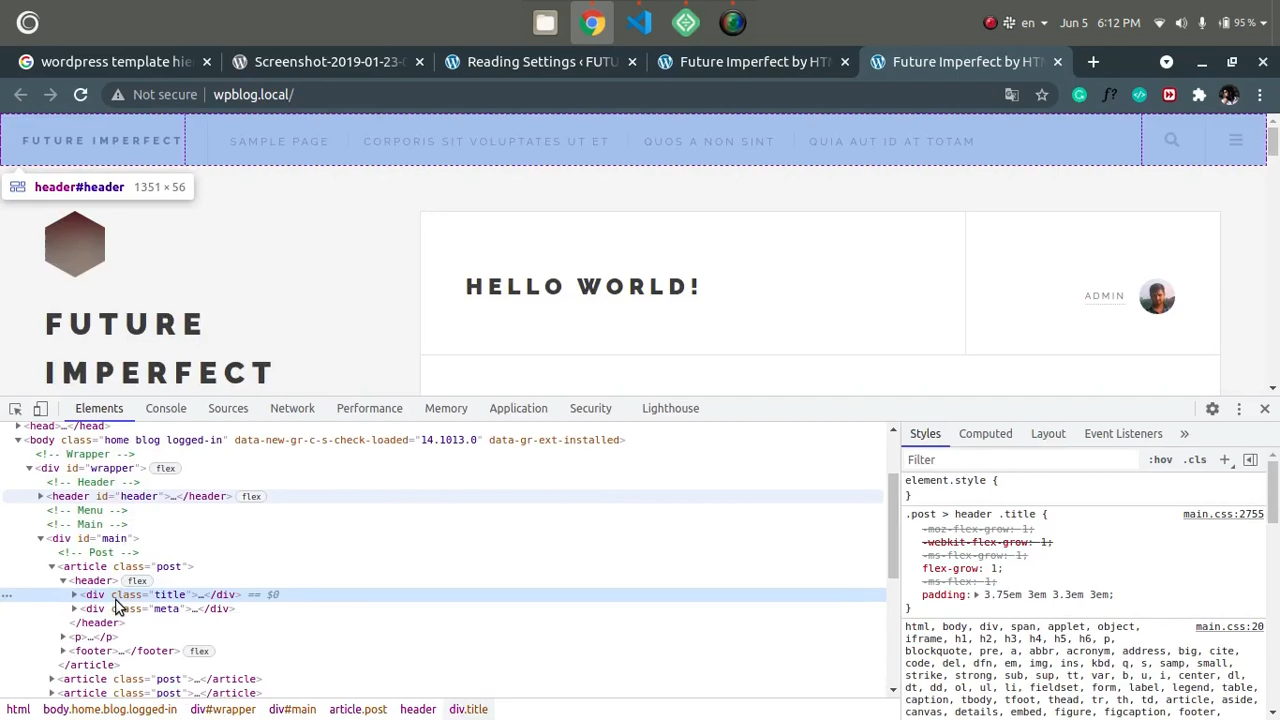 en
Jun 5
6:12 PM
95 %
wordpress template hie
Screenshot-2019-01-23-
Reading Settings ‹ FUTU
Future Imperfect by HTM
Future Imperfect by HTM
Not secure
wpblog.local/
FUTURE IMPERFECT
SAMPLE PAGE
CORPORIS SIT VOLUPTATES UT ET
QUOS A NON SINT
QUIA AUT ID AT TOTAM
header#header 1351 × 56
HELLO WORLD!
ADMIN
FUTURE
IMPERFECT
Elements
Console
Sources
Network
Performance
Memory
Application
Security
Lighthouse
<head>…</head>
<body class="home blog logged-in" data-new-gr-c-s-check-loaded="14.1013.0" data-gr-ext-installed>
<!-- Wrapper -->
<div id="wrapper"> flex
<!-- Header -->
<header id="header">…</header> flex
<!-- Menu -->
<!-- Main -->
<div id="main">
<!-- Post -->
<article class="post">
<header> flex
<div class="title">…</div> == $0
<div class="meta">…</div>
</header>
<p>…</p>
<footer>…</footer> flex
</article>
<article class="post">…</article>
<article class="post">…</article>
html
body.home.blog.logged-in
div#wrapper
div#main
article.post
header
div.title
Styles
Computed
Layout
Event Listeners
Filter
:hov
.cls
element.style {
}
.post > header .title {
main.css:2755
-moz-flex-grow: 1;
-webkit-flex-grow: 1;
-ms-flex-grow: 1;
flex-grow: 1;
-ms-flex: 1;
padding: 3.75em 3em 3.3em 3em;
}
html, body, div, span, applet, object,
main.css:20
iframe, h1, h2, h3, h4, h5, h6, p,
blockquote, pre, a, abbr, acronym, address, big, cite,
code, del, dfn, em, img, ins, kbd, q, s, samp, small,
strike, strong, sub, sup, tt, var, b, u, i, center, dl,
dt, dd, ol, ul, li, fieldset, form, label, legend, table,
caption, tbody, tfoot, thead, tr, th, td, article, aside,
canvas, details, embed, figure, figcaption, footer,